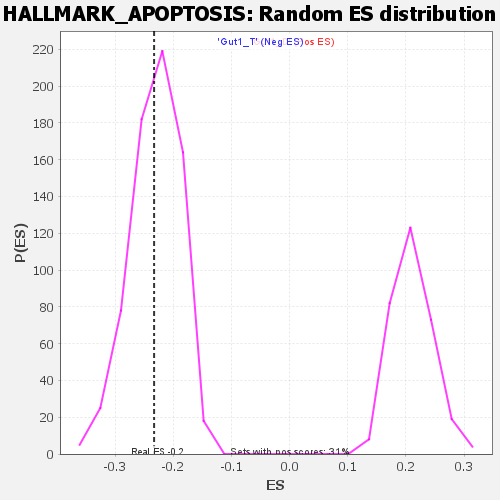 HALLMARK_APOPTOSIS: Random ES distribution
'Gut1_T' (Neg ES)os ES)
P(ES)
220
200
180
160
140
120
100
80
60
40
20
0
Real ES -0.2
Sets with pos scores: 31%
-0.3 -0.2 -0.1 0.0 0.1 0.2 0.3
ES